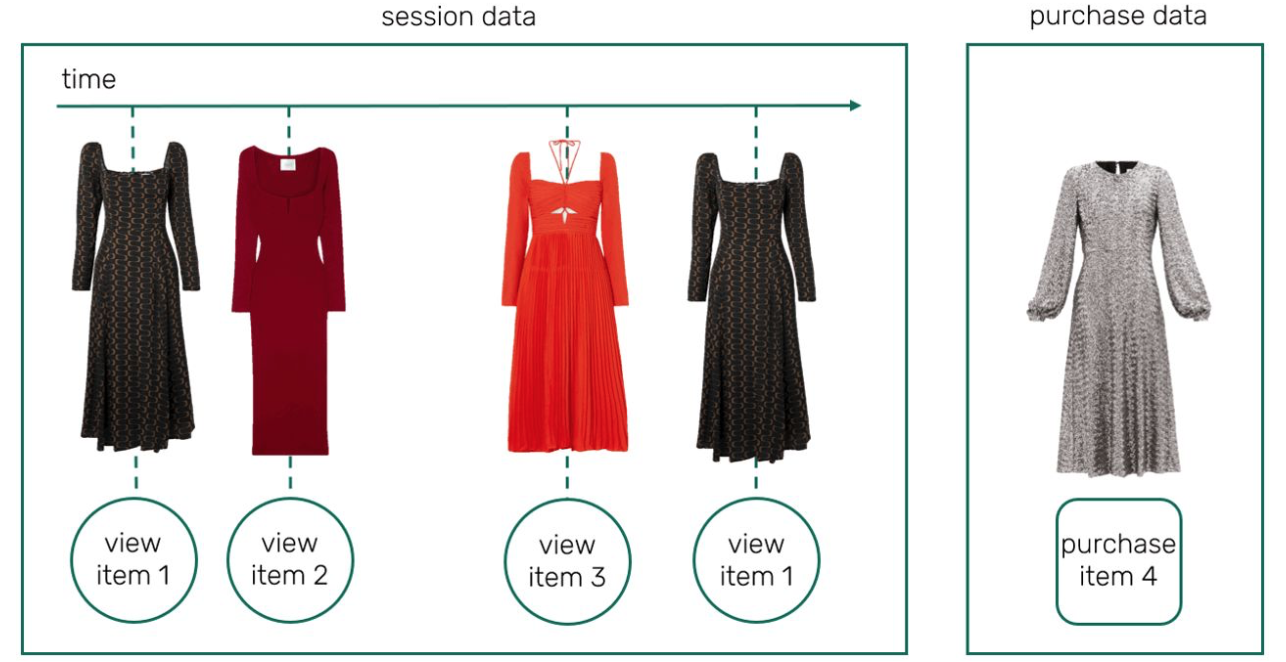 session data
purchase data
time
view
item 1
view
item 2
view
item 3
view
item 1
purchase
item 4